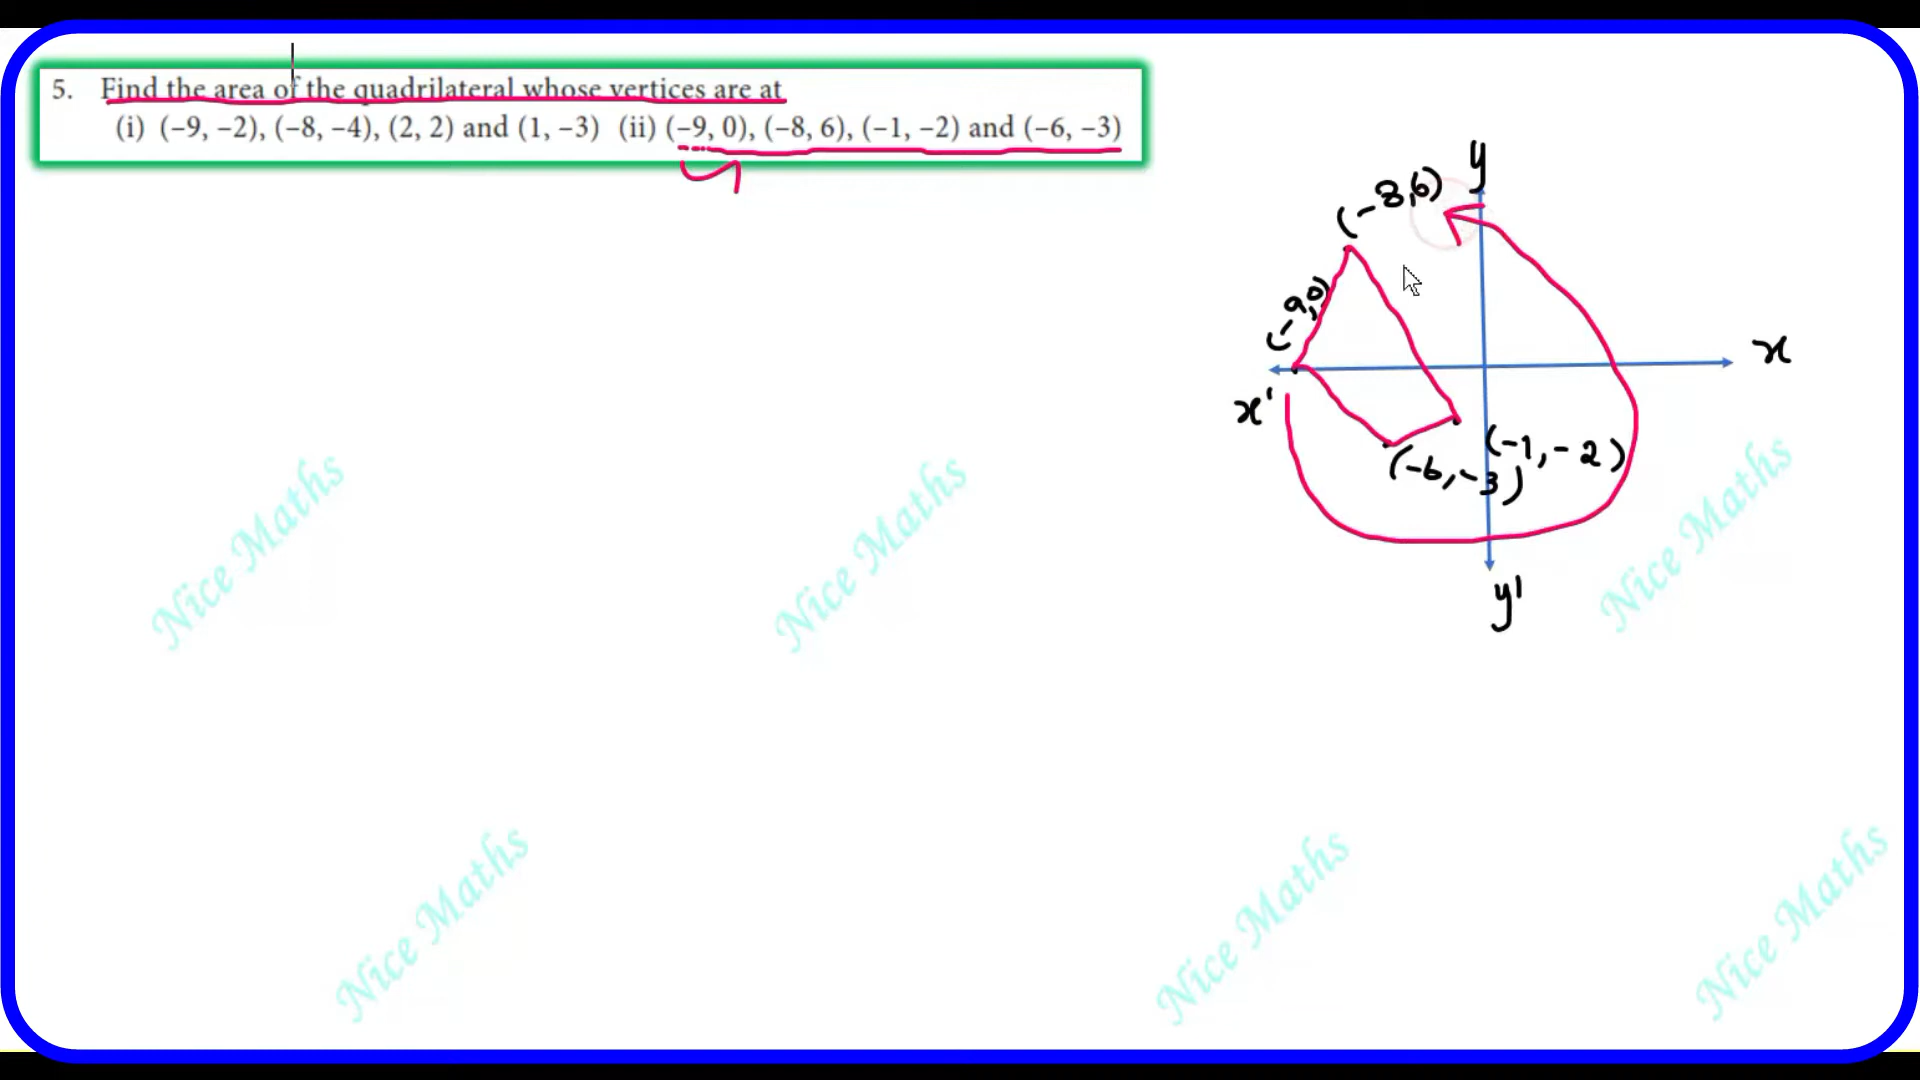 5. Find the area of the quadrilateral whose vertices are at
(i) (−9, −2), (−8, −4), (2, 2) and (1, −3) (ii) (−9, 0), (−8, 6), (−1, −2) and (−6, −3)
y
(-8,6)
(-9,0)
x
x'
(-1, -2)
(-6, -3)
y'
Nice Maths
Nice Maths
Nice Maths
Nice Maths
Nice Maths
Nice Maths